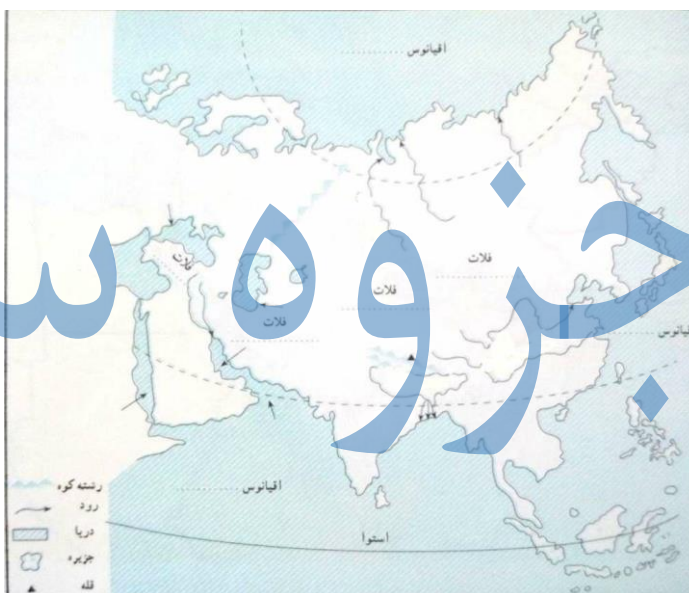 اقیانوس ............
فلات
فلات
فلات
فلات
اقیانوس
اقیانوس ............
استوا
رشته کوه
رود
دریا
جزیره
قله
جزوه س